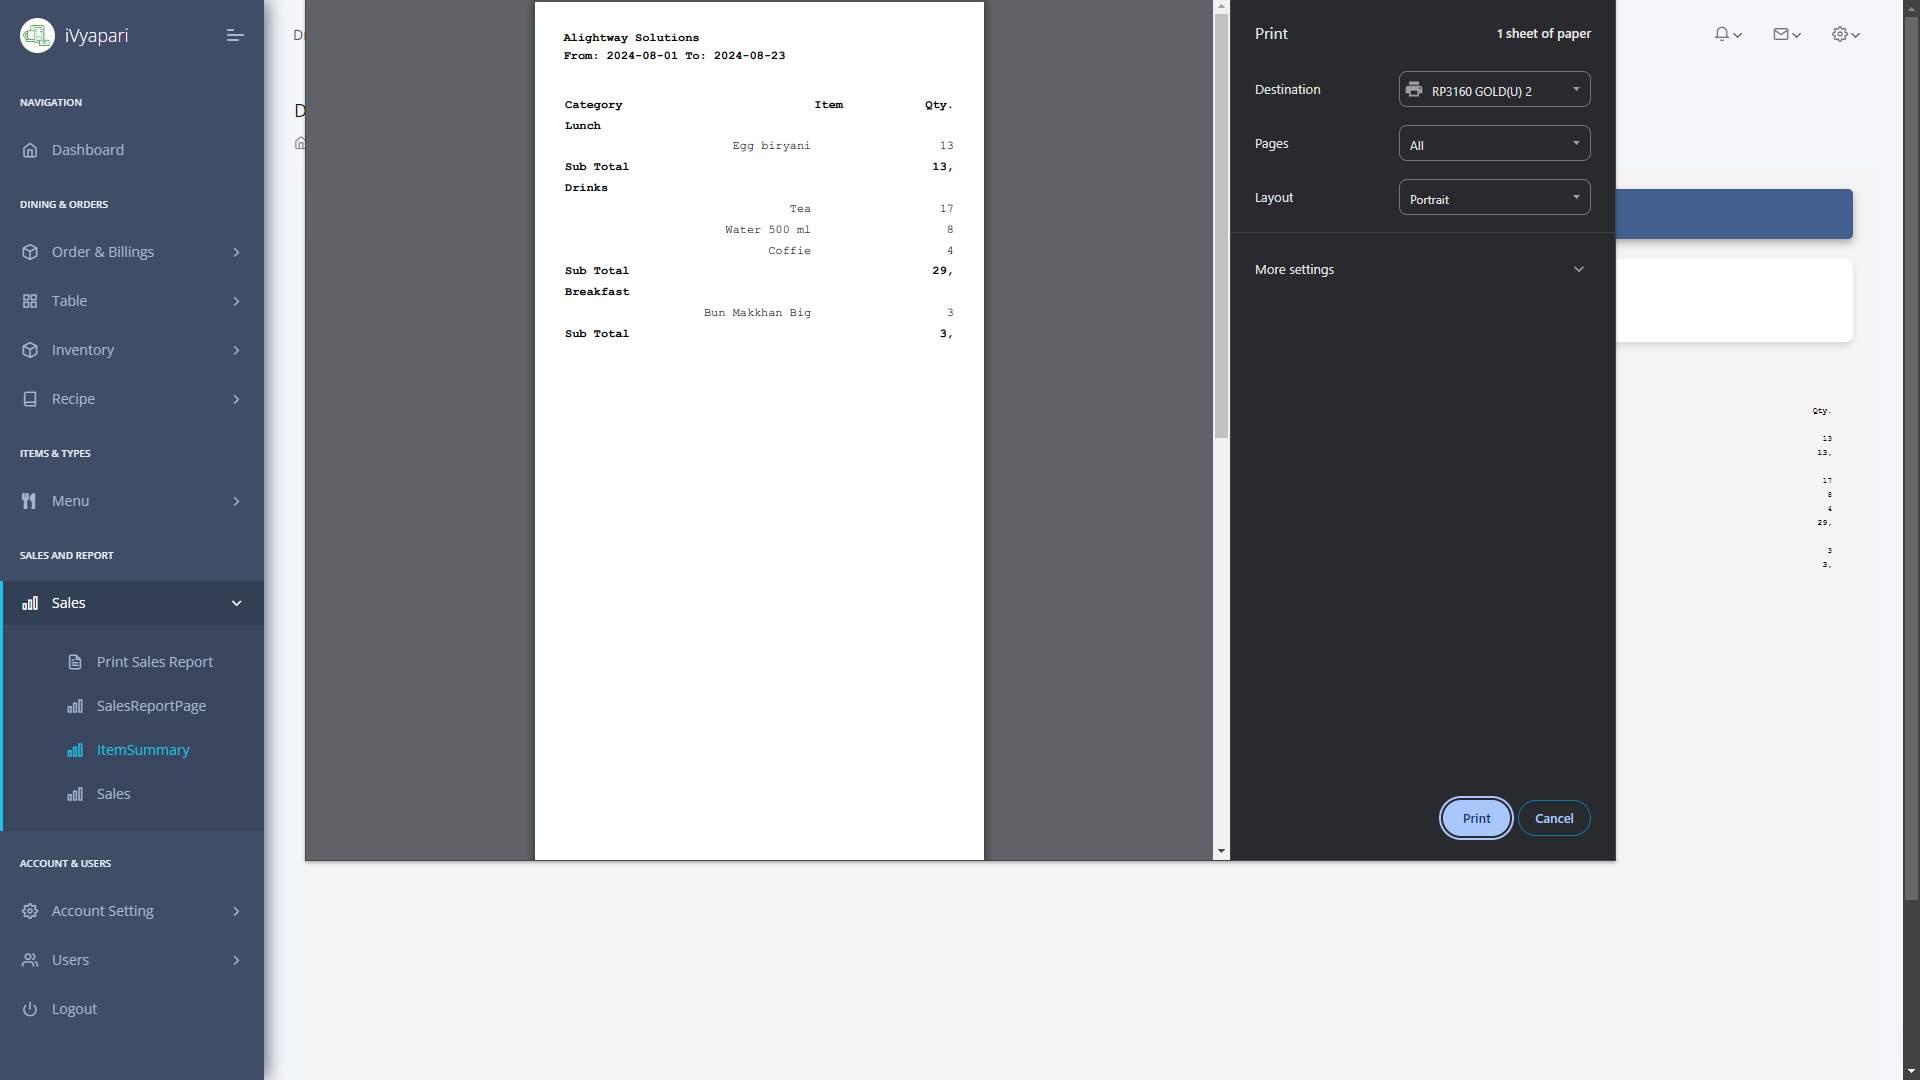 iVyapari
NAVIGATION
Dashboard
DINING & ORDERS
Order & Billings
Table
Inventory
Recipe
ITEMS & TYPES
Menu
SALES AND REPORT
Sales
Print Sales Report
SalesReportPage
ItemSummary
Sales
ACCOUNT & USERS
Account Setting
Users
Logout
D
Alightway Solutions
From: 2024-08-01 To: 2024-08-23
Category Item Qty.
Lunch
Egg biryani 13
Sub Total 13,
Drinks
Tea 17
Water 500 ml 8
Coffie 4
Sub Total 29,
Breakfast
Bun Makkhan Big 3
Sub Total 3,
Print 1 sheet of paper
Destination RP3160 GOLD(U) 2
Pages All
Layout Portrait
More settings
Print Cancel
Qty.
13
13,
17
8
4
29,
3
3,